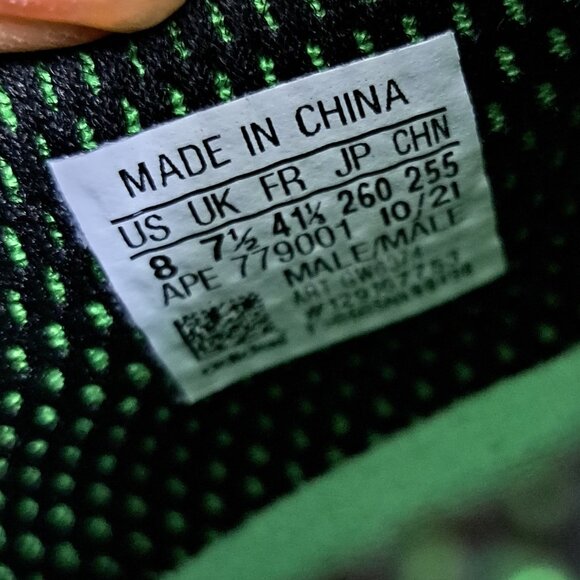 MADE IN CHINA
US UK FR JP CHN
8 7½ 41⅓ 260 255
APE 779001 10/21
MALE/MALE